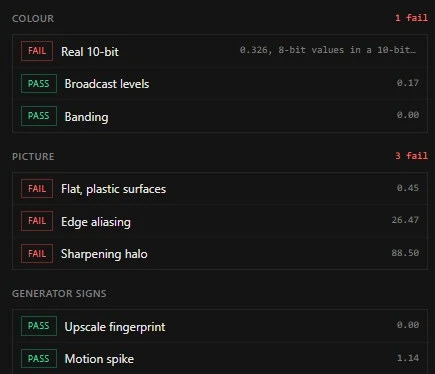 COLOUR 1 fail
FAIL Real 10-bit 0.326, 8-bit values in a 10-bit…
PASS Broadcast levels 0.17
PASS Banding 0.00
PICTURE 3 fail
FAIL Flat, plastic surfaces 0.45
FAIL Edge aliasing 26.47
FAIL Sharpening halo 88.50
GENERATOR SIGNS
PASS Upscale fingerprint 0.00
PASS Motion spike 1.14